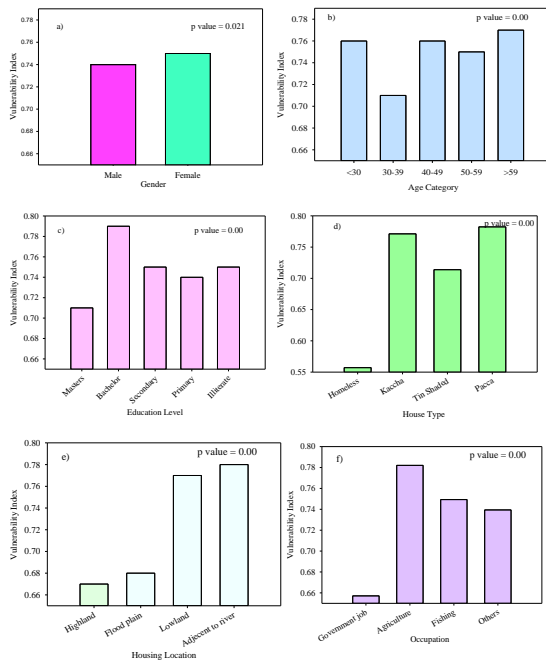 a)
p value = 0.021
0.78
0.76
0.74
0.72
0.70
0.68
0.66
Vulnerability Index
Male
Female
Gender
b)
p value = 0.00
0.78
0.76
0.74
0.72
0.70
0.68
0.66
Vulnerability Index
<30
30-39
40-49
50-59
>59
Age Category
c)
p value = 0.00
0.80
0.78
0.76
0.74
0.72
0.70
0.68
0.66
Vulnerability Index
Masters
Bachelor
Secondary
Primary
Illiterate
Education Level
d)
p value = 0.00
0.80
0.75
0.70
0.65
0.60
0.55
Vulnerability Index
Homeless
Kaccha
Tin Shaded
Pacca
House Type
e)
p value = 0.00
0.80
0.78
0.76
0.74
0.72
0.70
0.68
0.66
Vulnerability Index
Highland
Flood plain
Lowland
Adjecent to river
Housing Location
f)
p value = 0.00
0.80
0.78
0.76
0.74
0.72
0.70
0.68
0.66
Vulnerability Index
Government job
Agriculture
Fishing
Others
Occupation